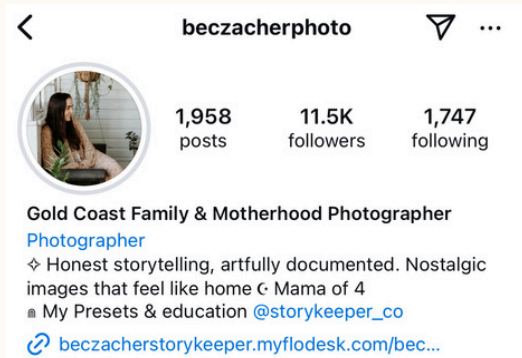 beczacherphoto
1,958 11.5K 1,747
posts followers following
Gold Coast Family & Motherhood Photographer
Photographer
✧ Honest storytelling, artfully documented. Nostalgic
images that feel like home ☪ Mama of 4
⋒ My Presets & education @storykeeper_co
beczacherstorykeeper.myflodesk.com/bec...